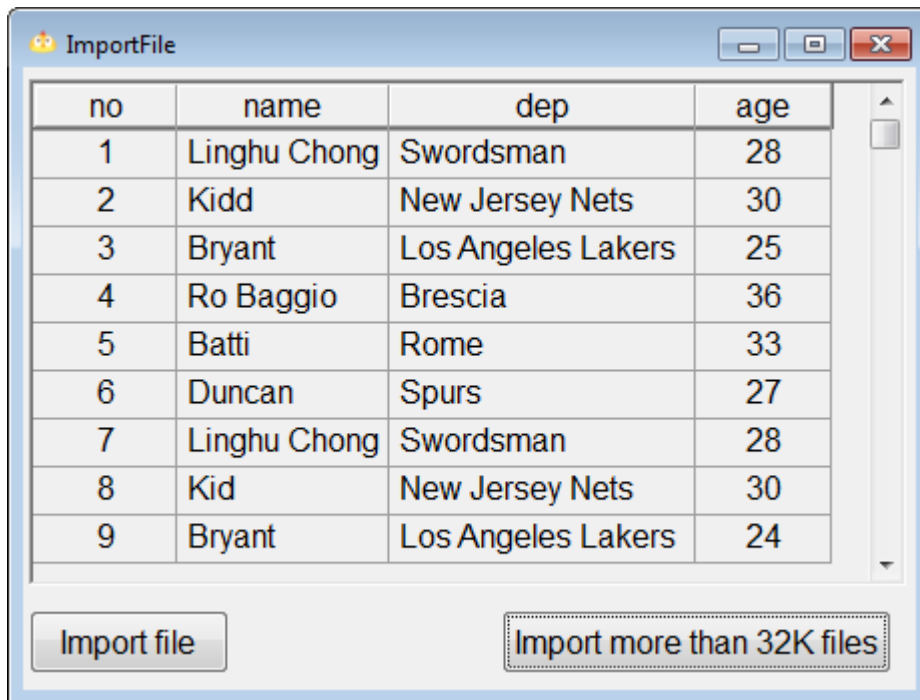 ImportFile
no name dep age
1 Linghu Chong Swordsman 28
2 Kidd New Jersey Nets 30
3 Bryant Los Angeles Lakers 25
4 Ro Baggio Brescia 36
5 Batti Rome 33
6 Duncan Spurs 27
7 Linghu Chong Swordsman 28
8 Kid New Jersey Nets 30
9 Bryant Los Angeles Lakers 24
Import file Import more than 32K files